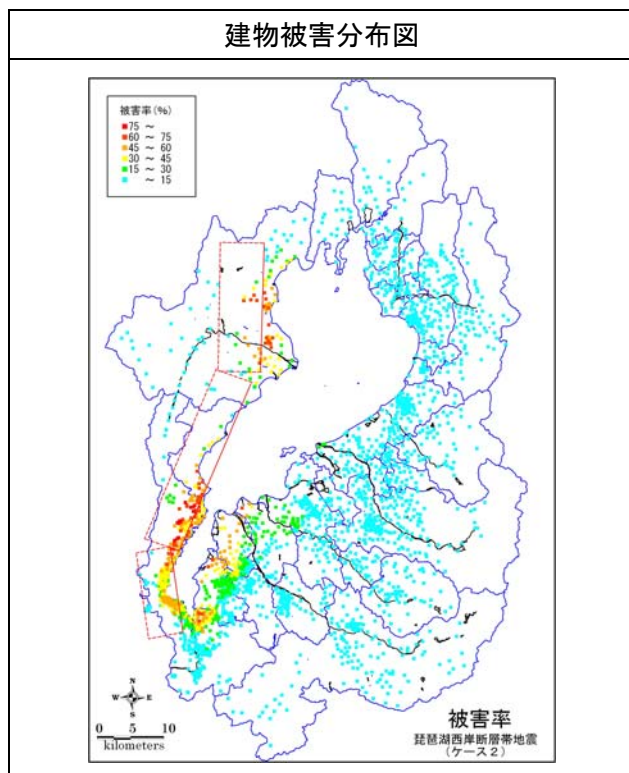 建物被害分布図
被害率(%)
75 ～
60 ～ 75
45 ～ 60
30 ～ 45
15 ～ 30
～ 15
N
W E
S
0 5 10
kilometers
被害率
琵琶湖西岸断層帯地震
(ケース2)